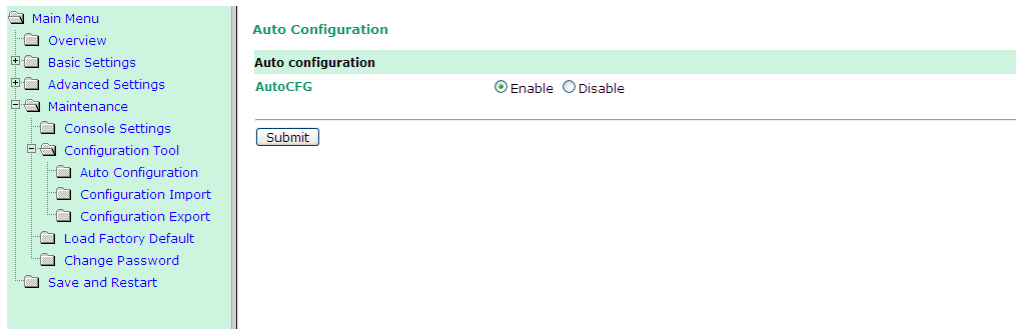 Main Menu
Overview
Basic Settings
Advanced Settings
Maintenance
Console Settings
Configuration Tool
Auto Configuration
Configuration Import
Configuration Export
Load Factory Default
Change Password
Save and Restart
Auto Configuration
Auto configuration
AutoCFG Enable Disable
Submit